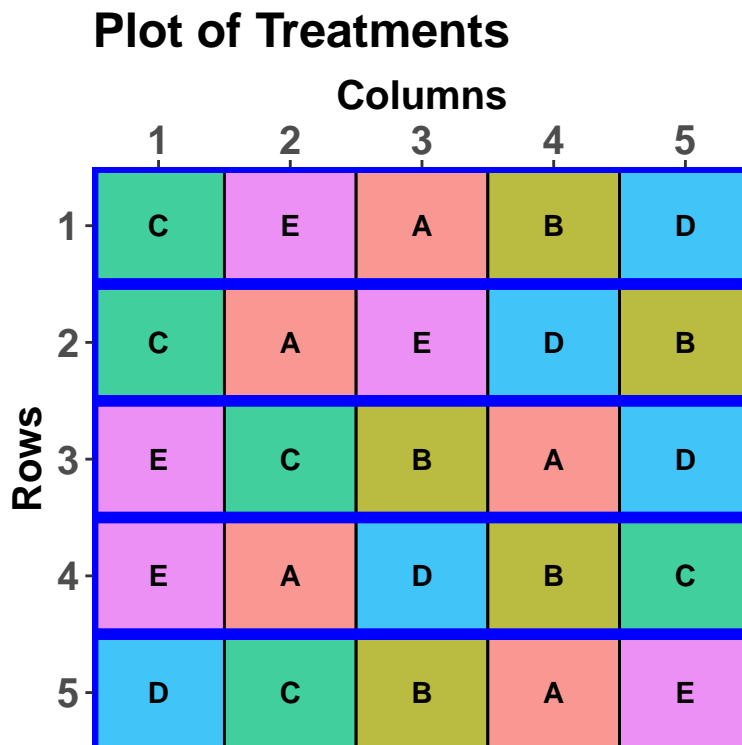 Plot of Treatments
Columns
1 2 3 4 5
Rows
1 C E A B D
2 C A E D B
3 E C B A D
4 E A D B C
5 D C B A E